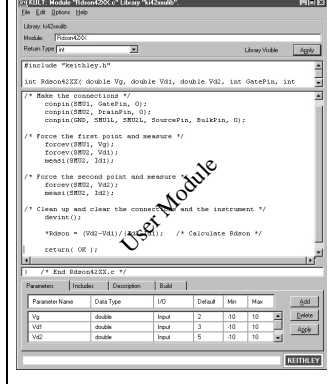 KULT: Module "Rdson42XX.c" Library "ki42xxulib".
File Edit Options Help
Library: ki42xxulib
Module: Rdson42XX
Return Type int Library Visible Apply
#include "keithley.h"
int Rdson42XX( double Vg, double Vd1, double Vd2, int GatePin, int
/* Make the connections */
conpin(SMU1, GatePin, 0);
conpin(SMU2, DrainPin, 0);
conpin(GND, SMU1L, SMU2L, SourcePin, BulkPin, 0);
/* Force the first point and measure */
forcev(SMU1, Vg);
forcev(SMU2, Vd1);
measi(SMU2, Id1);
/* Force the second point and measure */
forcev(SMU2, Vd2);
measi(SMU2, Id2);
/* Clean up and clear the connections and the instrument */
devint();
*Rdson = (Vd2-Vd1)/ /* Calculate Rdson */
return( OK );
User Module
} /* End Rdson42XX.c */
Parameters Includes Description Build
Parameter Name Data Type I/O Default Min Max Add
Vg double Input 2 -10 10 Delete
Vd1 double Input 3 -10 10 Apply
Vd2 double Input 5 -10 10
KEITHLEY